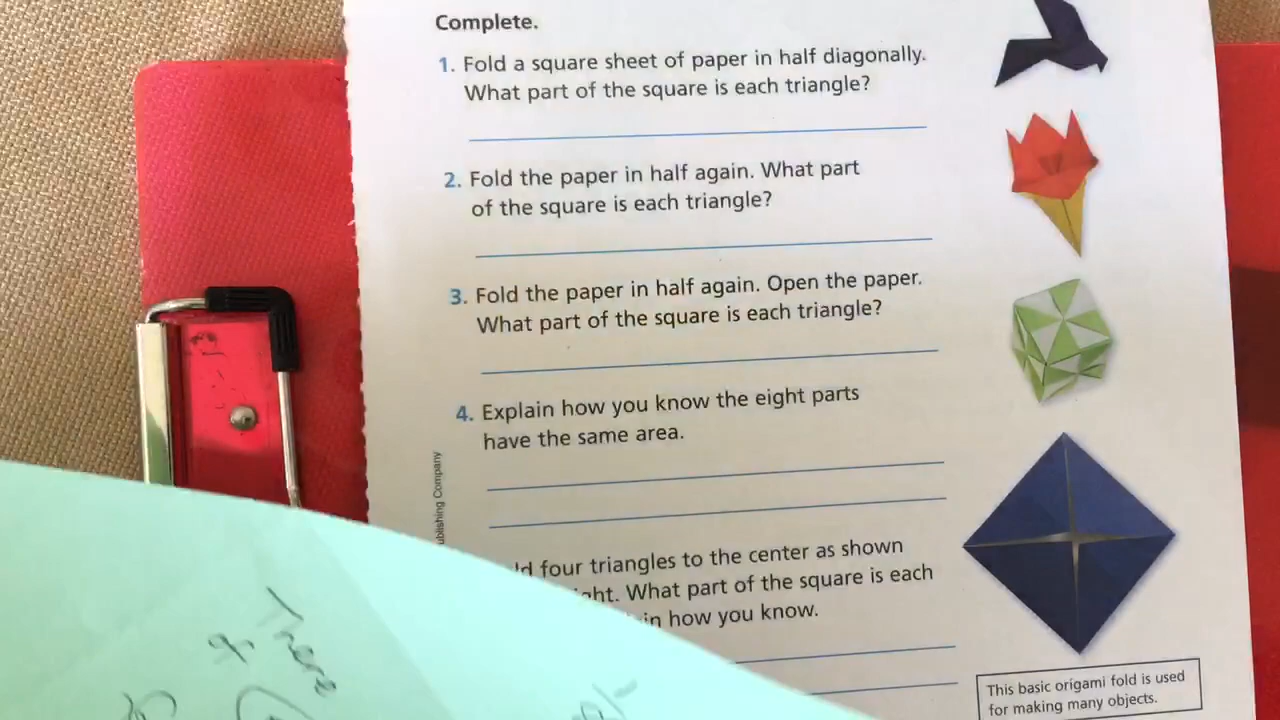 Complete.
1. Fold a square sheet of paper in half diagonally.
What part of the square is each triangle?
2. Fold the paper in half again. What part
of the square is each triangle?
3. Fold the paper in half again. Open the paper.
What part of the square is each triangle?
4. Explain how you know the eight parts
have the same area.
four triangles to the center as shown
What part of the square is each
how you know.
This basic origami fold is used
for making many objects.
Company
There
of